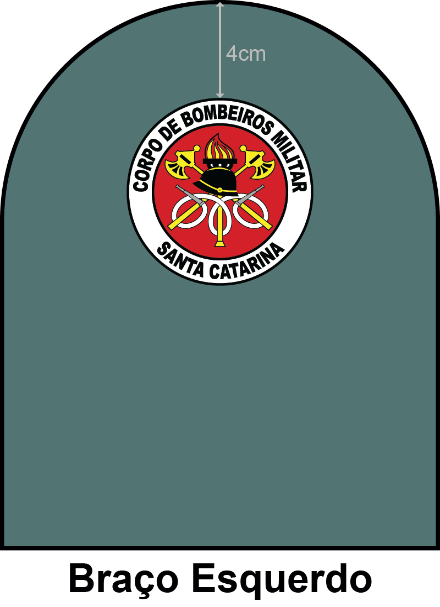 4cm
CORPO DE BOMBEIROS MILITAR
SANTA CATARINA
Braço Esquerdo